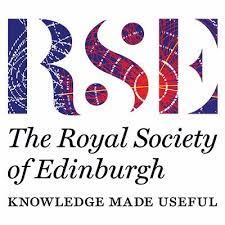 RSE
The Royal Society
of Edinburgh
KNOWLEDGE MADE USEFUL